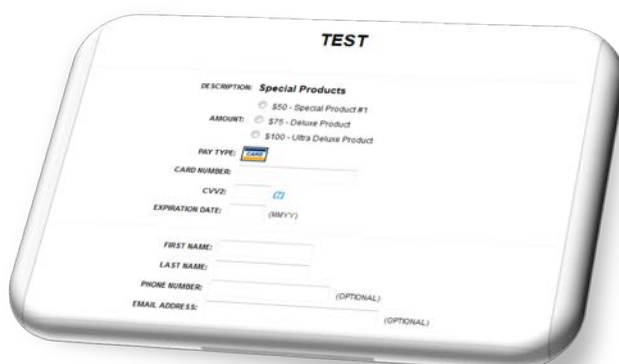 TEST
DESCRIPTION: Special Products
$50 - Special Product #1
AMOUNT: $75 - Deluxe Product
$100 - Ultra Deluxe Product
PAY TYPE: CARD
CARD NUMBER:
CVV2: (?)
EXPIRATION DATE: (MMYY)
FIRST NAME:
LAST NAME:
PHONE NUMBER: (OPTIONAL)
EMAIL ADDRESS: (OPTIONAL)